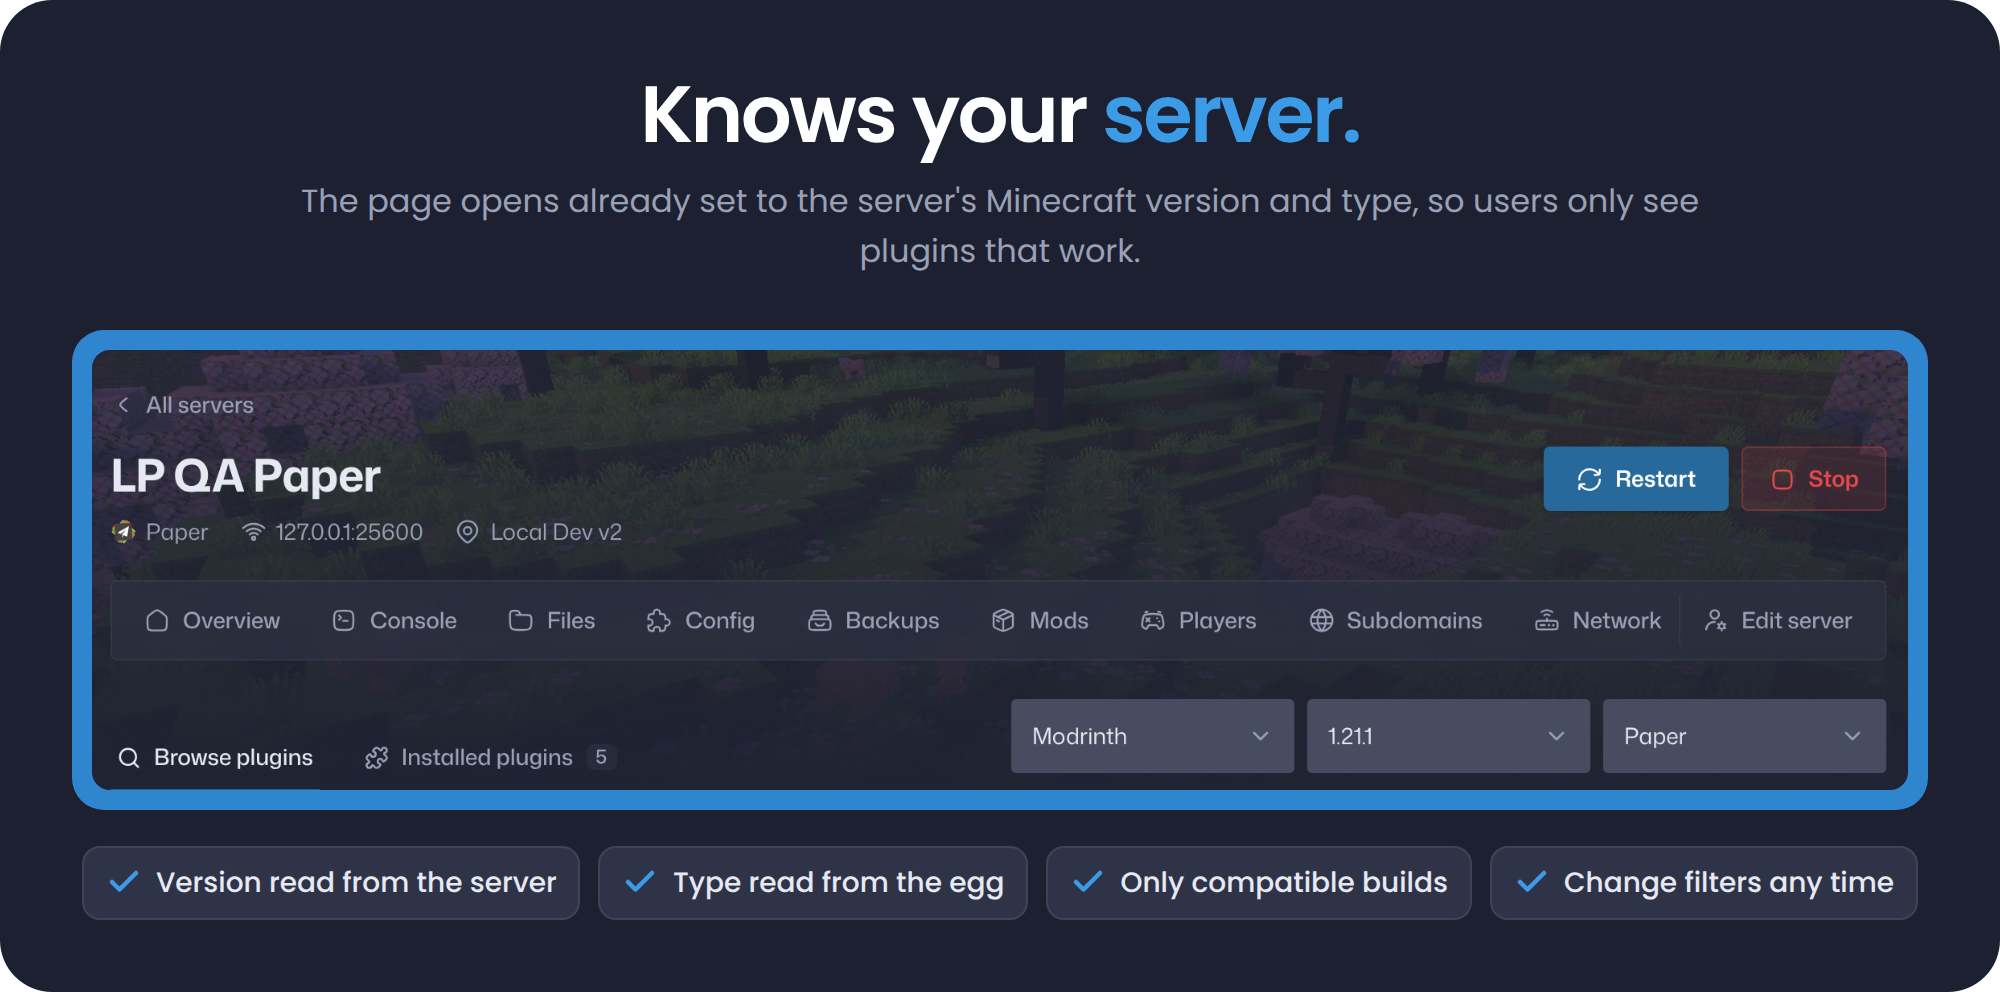 Knows your server.
The page opens already set to the server's Minecraft version and type, so users only see
plugins that work.
All servers
LP QA Paper
Restart
Stop
Paper
127.0.0.1:25600
Local Dev v2
Overview
Console
Files
Config
Backups
Mods
Players
Subdomains
Network
Edit server
Browse plugins
Installed plugins 5
Modrinth
1.21.1
Paper
Version read from the server
Type read from the egg
Only compatible builds
Change filters any time